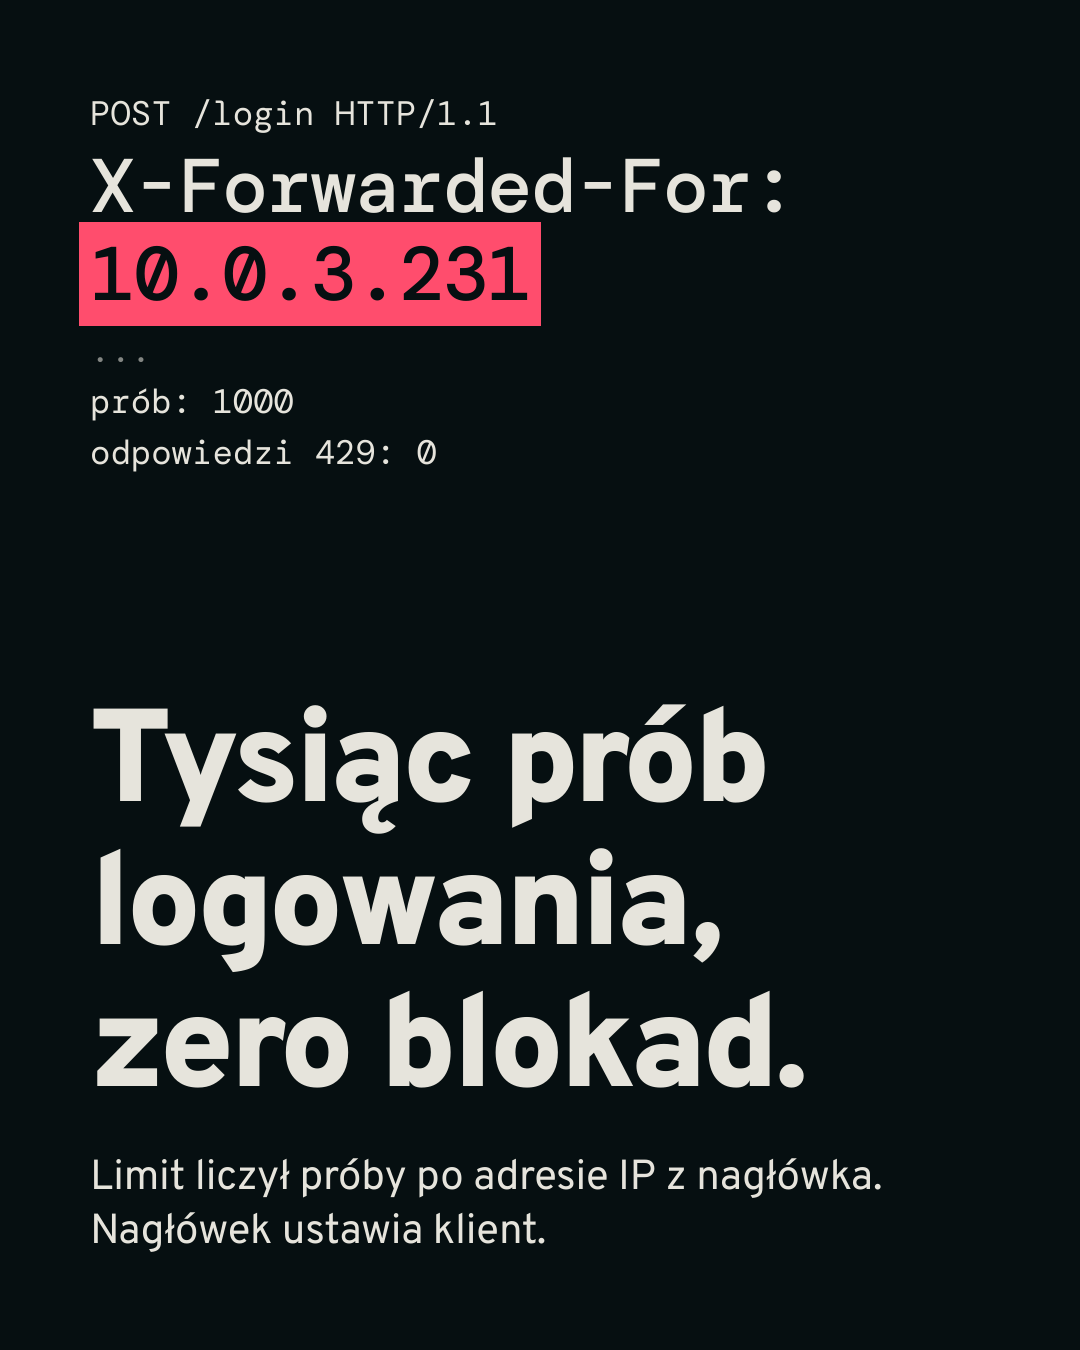 POST /login HTTP/1.1
X-Forwarded-For:
10.0.3.231
...
prób: 1000
odpowiedzi 429: 0
Tysiąc prób
logowania,
zero blokad.
Limit liczył próby po adresie IP z nagłówka.
Nagłówek ustawia klient.